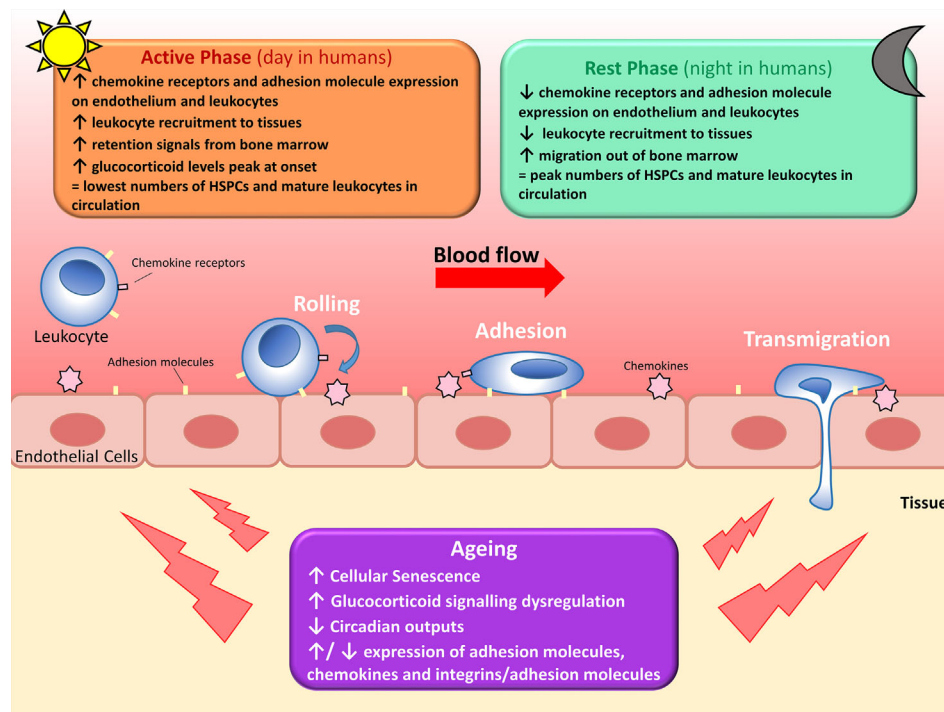 Active Phase (day in humans)
↑ chemokine receptors and adhesion molecule expression
on endothelium and leukocytes
↑ leukocyte recruitment to tissues
↑ retention signals from bone marrow
↑ glucocorticoid levels peak at onset
= lowest numbers of HSPCs and mature leukocytes in
circulation
Rest Phase (night in humans)
↓ chemokine receptors and adhesion molecule
expression on endothelium and leukocytes
↓ leukocyte recruitment to tissues
↑ migration out of bone marrow
= peak numbers of HSPCs and mature leukocytes in
circulation
Blood flow
Chemokine receptors
Leukocyte
Rolling
Adhesion
Transmigration
Adhesion molecules
Chemokines
Endothelial Cells
Tissue
Ageing
↑ Cellular Senescence
↑ Glucocorticoid signalling dysregulation
↓ Circadian outputs
↑/ ↓ expression of adhesion molecules,
chemokines and integrins/adhesion molecules